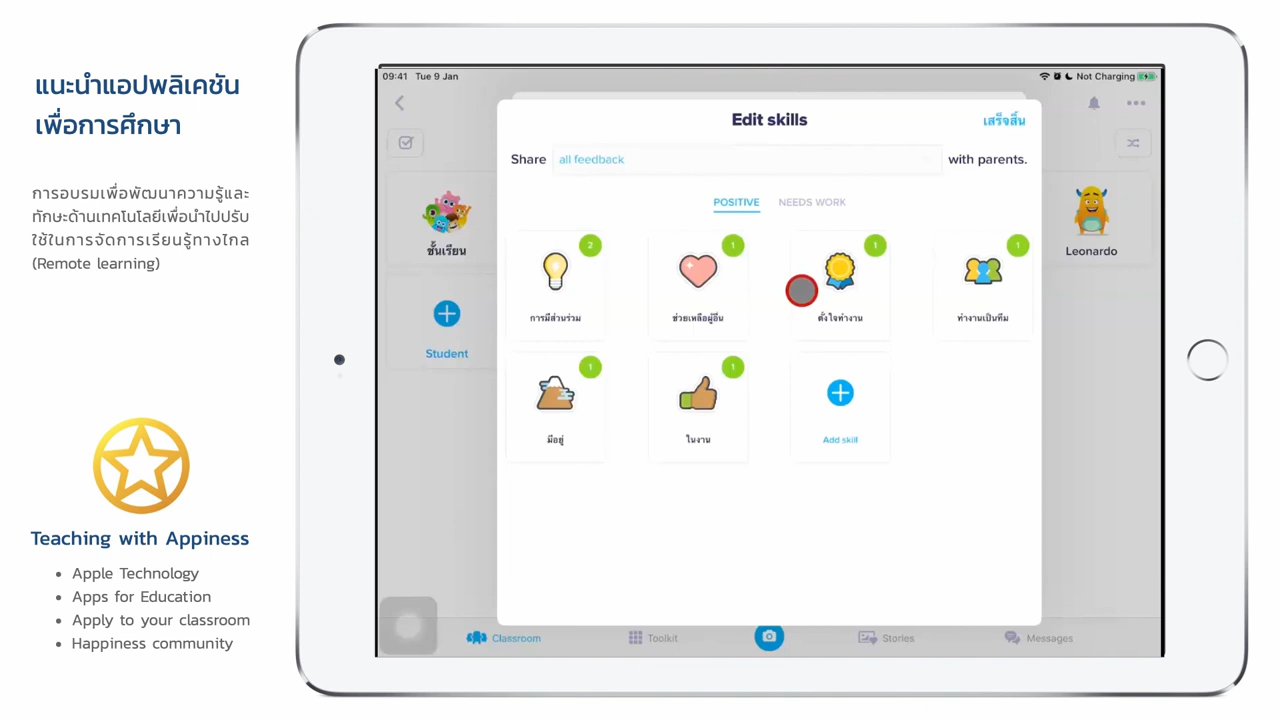 แนะนำแอปพลิเคชัน
เพื่อการศึกษา
การอบรมเพื่อพัฒนาความรู้และ
ทักษะด้านเทคโนโลยีเพื่อนำไปปรับ
ใช้ในการจัดการเรียนรู้ทางไกล
(Remote learning)
Teaching with Appiness
• Apple Technology
• Apps for Education
• Apply to your classroom
• Happiness community
09:41 Tue 9 Jan
Not Charging
Edit skills
เสร็จสิ้น
Share all feedback with parents.
POSITIVE NEEDS WORK
2 1 1 1
การมีส่วนร่วม ช่วยเหลือผู้อื่น ตั้งใจทำงาน ทำงานเป็นทีม
1 1
มีอยู่ ในงาน Add skill
ชั้นเรียน
Leonardo
Student
Classroom Toolkit Stories Messages